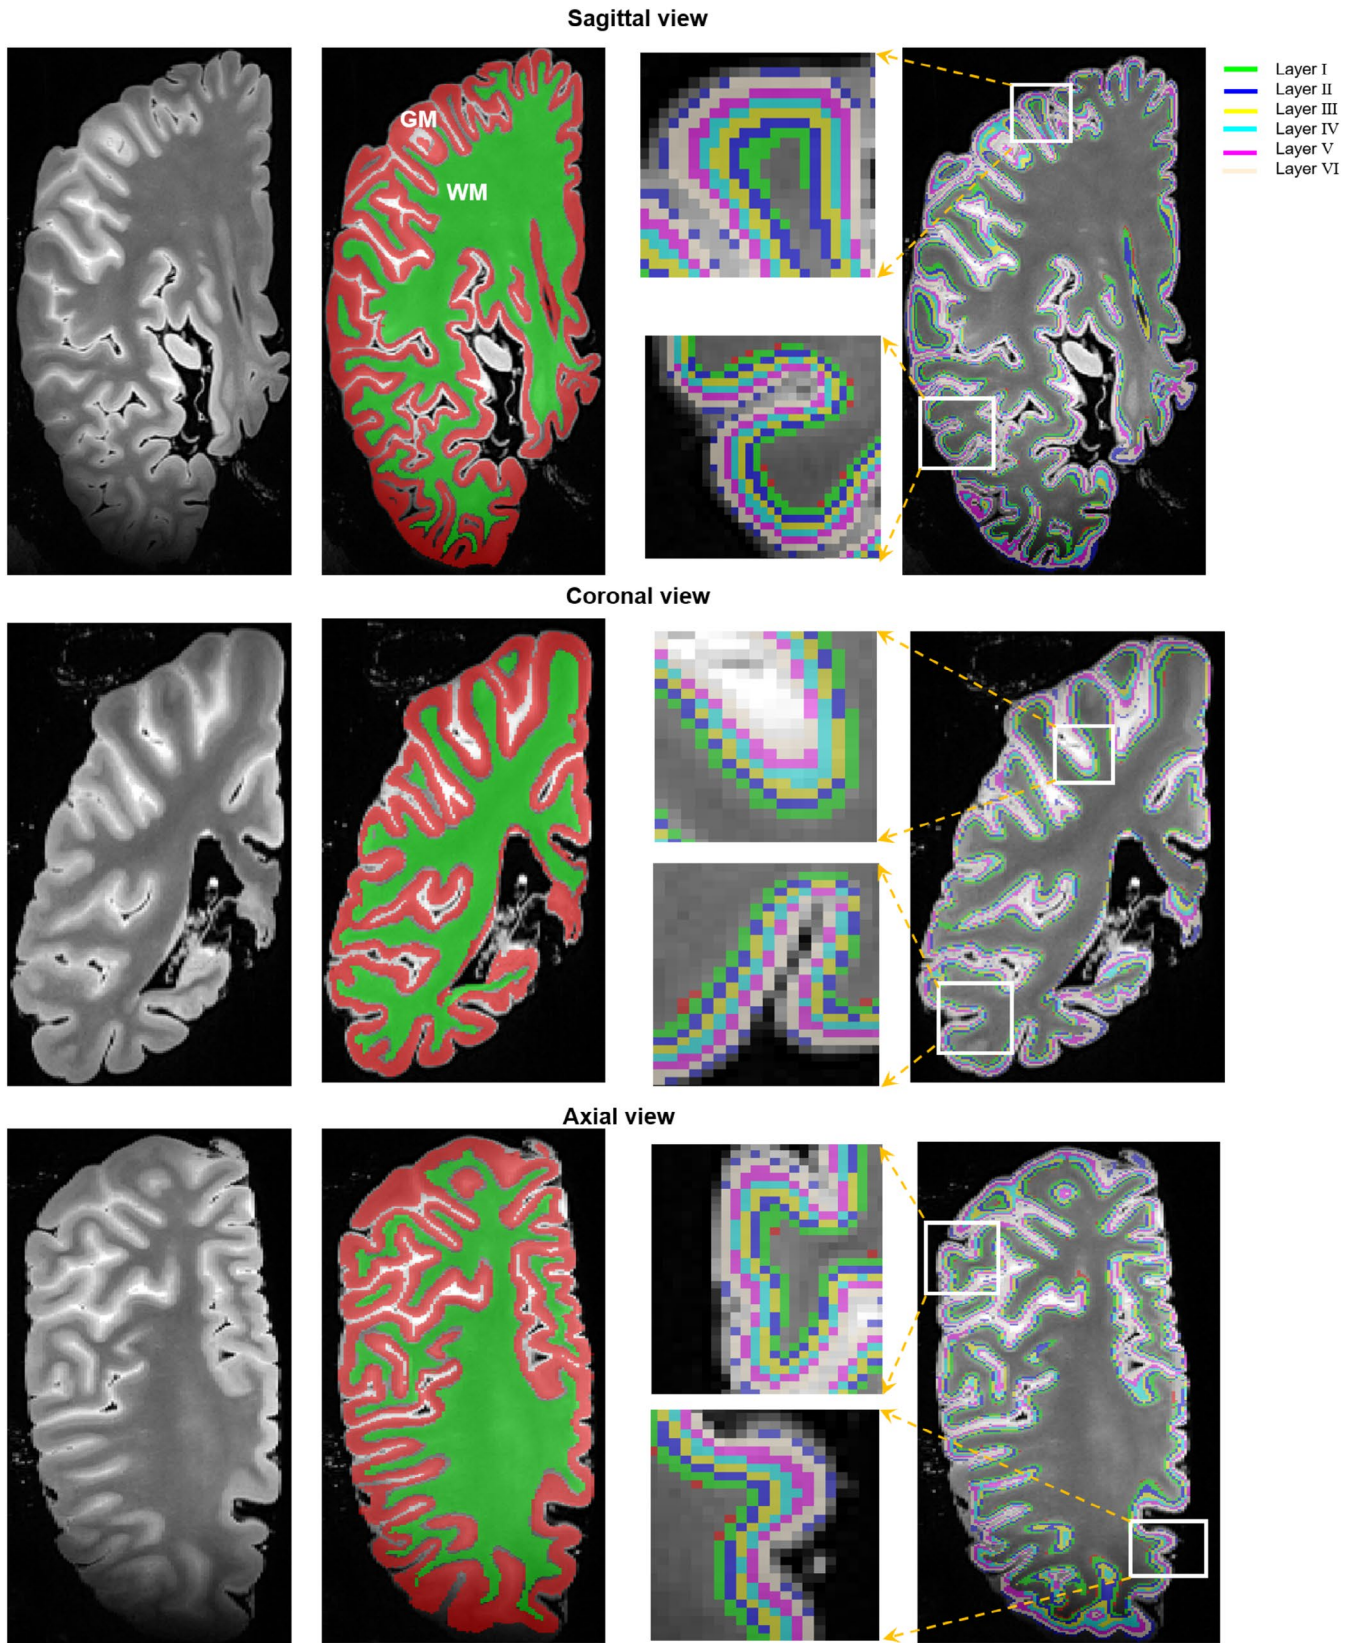 Sagittal view
GM
WM
Layer I
Layer II
Layer III
Layer IV
Layer V
Layer VI
Coronal view
Axial view